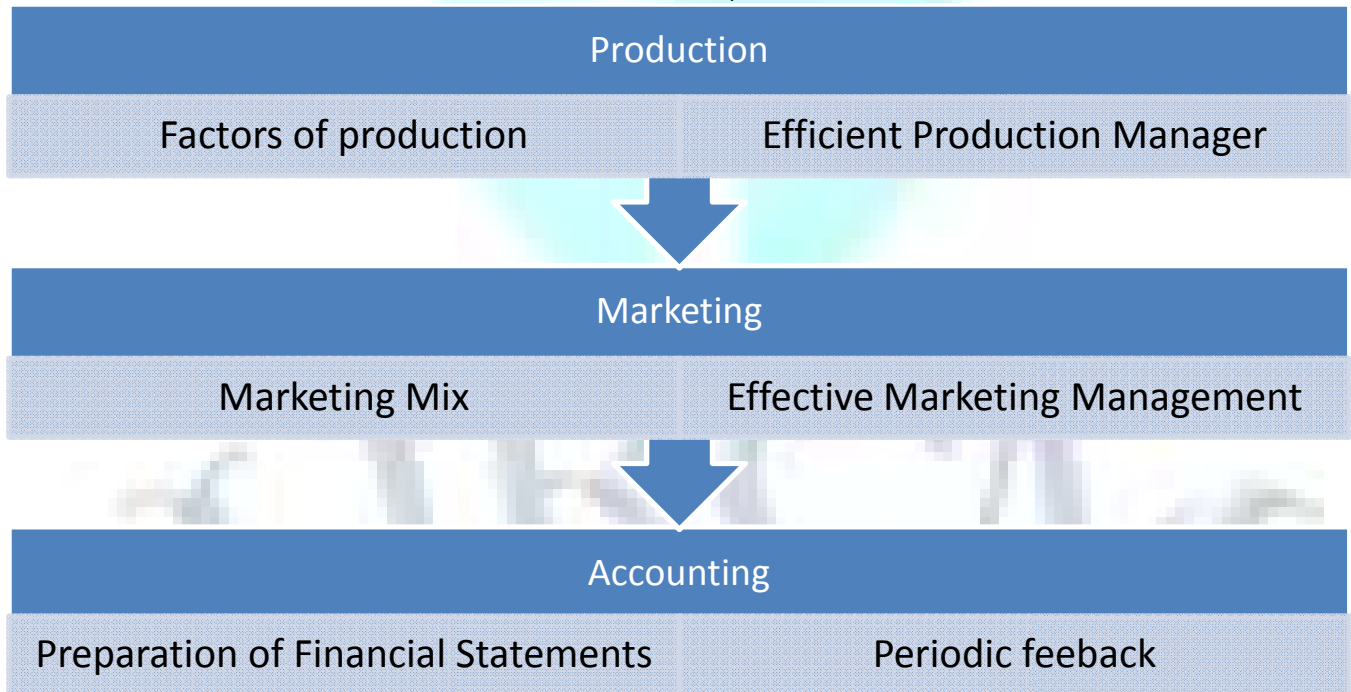 Production
Factors of production
Efficient Production Manager
Marketing
Marketing Mix
Effective Marketing Management
Accounting
Preparation of Financial Statements
Periodic feeback